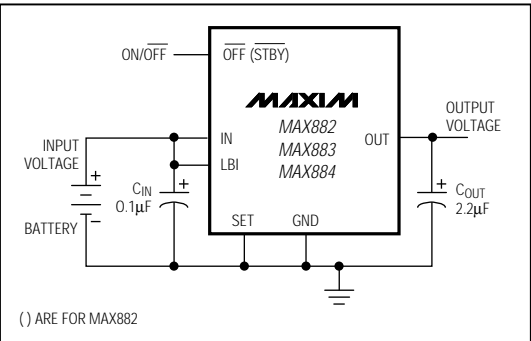 ON/OFF
OFF (STBY)
MAXIM
MAX882
MAX883
MAX884
IN
LBI
OUT
SET
GND
OUTPUT
VOLTAGE
INPUT
VOLTAGE
+
−
BATTERY
CIN
0.1µF
+
COUT
2.2µF
+
( ) ARE FOR MAX882